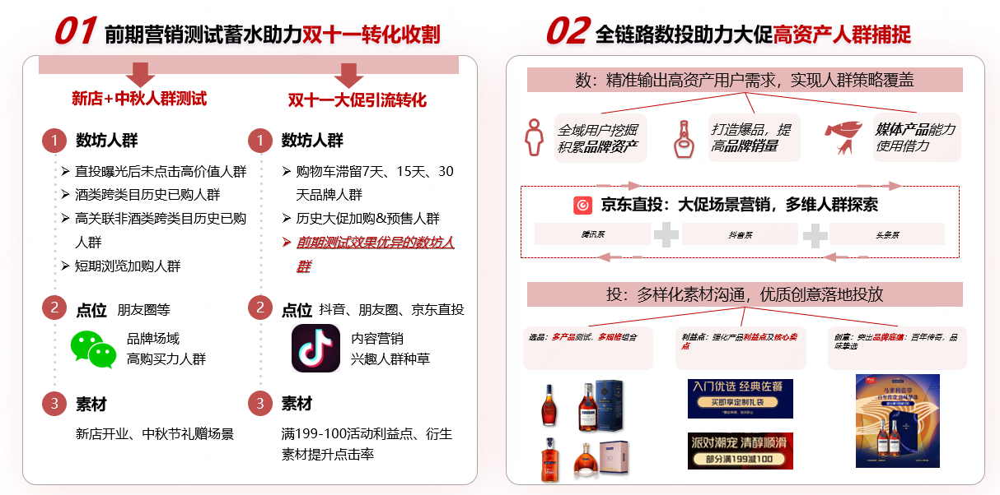 01 前期营销测试蓄水助力双十一转化收割
新店+中秋人群测试
1 数坊人群
直投曝光后未点击高价值人群
酒类跨类目历史已购人群
高关联非酒类跨类目历史已购
人群
短期浏览加购人群
2 点位 朋友圈等
品牌场域
高购买力人群
3 素材
新店开业、中秋节礼赠场景
双十一大促引流转化
1 数坊人群
购物车滞留7天、15天、30
天品牌人群
历史大促加购&预售人群
前期测试效果优异的数坊人
群
2 点位 抖音、朋友圈、京东直投
内容营销
兴趣人群种草
3 素材
满199-100活动利益点、衍生
素材提升点击率
02 全链路数投助力大促高资产人群捕捉
数：精准输出高资产用户需求，实现人群策略覆盖
全域用户挖掘
积累品牌资产
打造爆品，提
高品牌销量
媒体产品能力
使用借力
京东直投：大促场景营销，多维人群探索
腾讯系
抖音系
头条系
投：多样化素材沟通，优质创意落地投放
选品：多产品测试，多规格组合
利益点：强化产品利益点及核心卖
点
创意：突出品牌底蕴：百年传奇，品
味挚选
入门优选 经典佐餐
买即享定制礼袋
派对潮宠 清醇顺滑
部分满199减100
马爹利蓝带